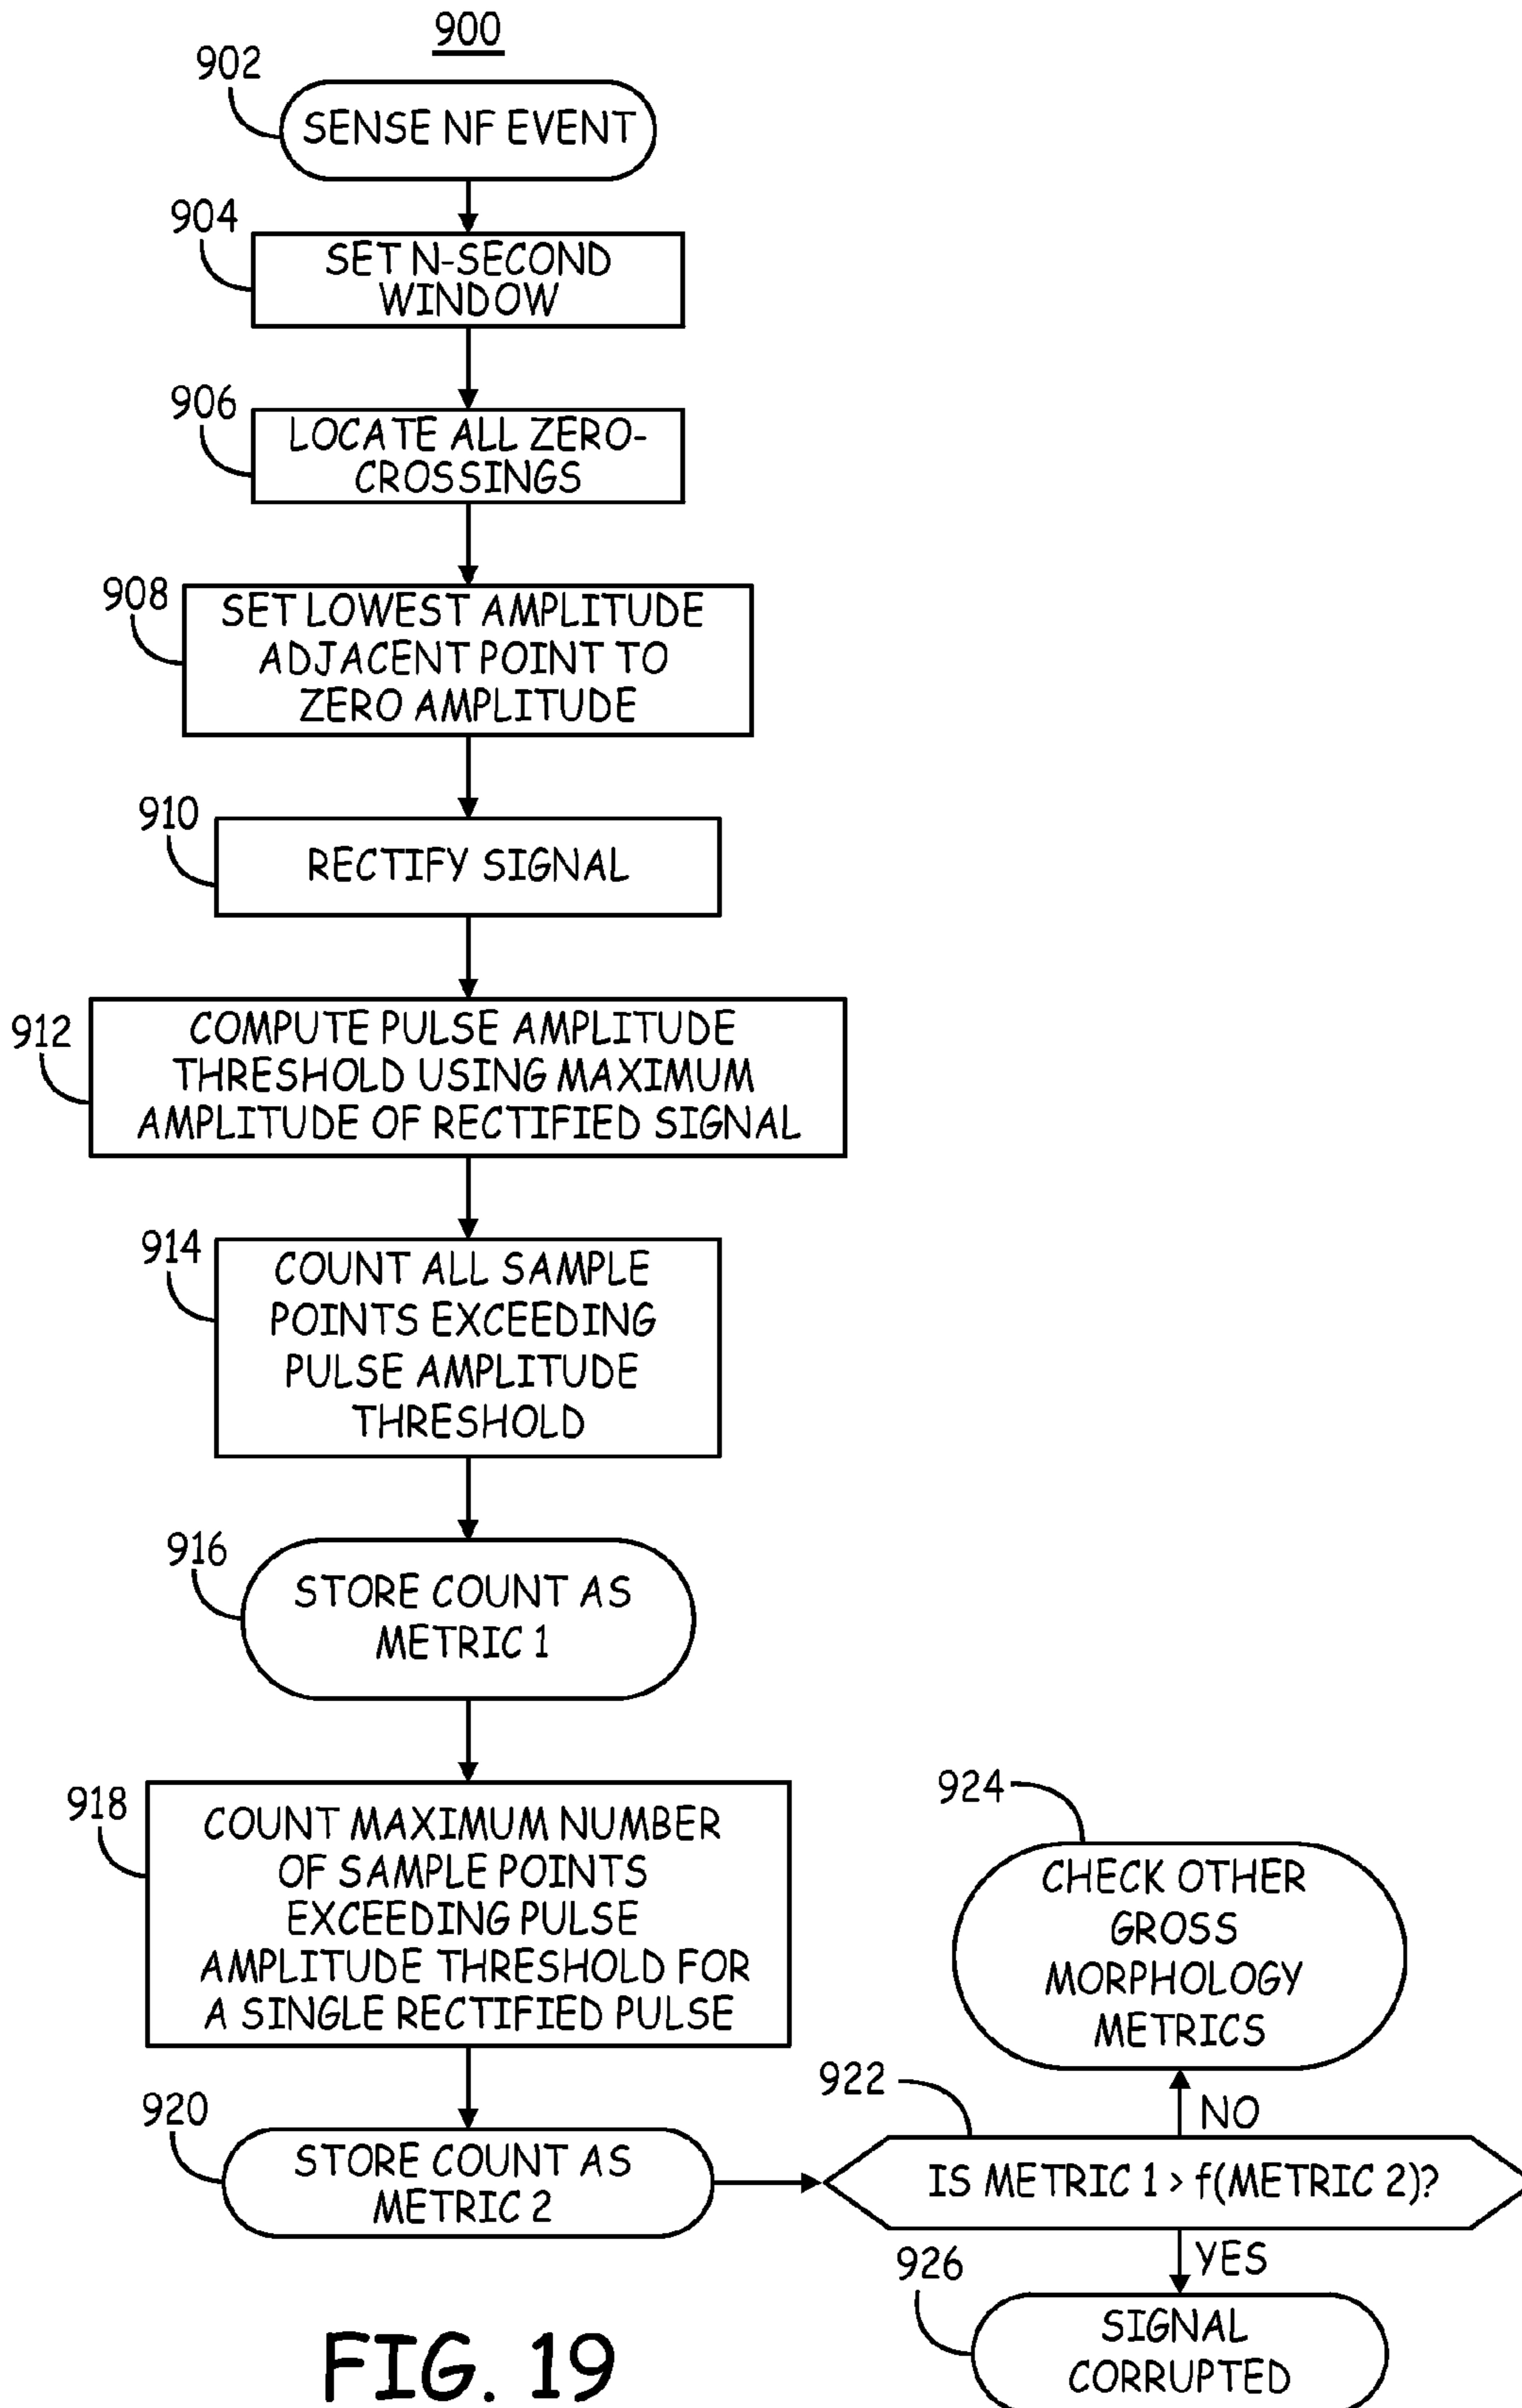 900
902
SENSE NF EVENT
904
SET N-SECOND
WINDOW
906
LOCATE ALL ZERO-
CROSSINGS
908
SET LOWEST AMPLITUDE
ADJACENT POINT TO
ZERO AMPLITUDE
910
RECTIFY SIGNAL
912
COMPUTE PULSE AMPLITUDE
THRESHOLD USING MAXIMUM
AMPLITUDE OF RECTIFIED SIGNAL
914
COUNT ALL SAMPLE
POINTS EXCEEDING
PULSE AMPLITUDE
THRESHOLD
916
STORE COUNT AS
METRIC 1
918
COUNT MAXIMUM NUMBER
OF SAMPLE POINTS
EXCEEDING PULSE
AMPLITUDE THRESHOLD FOR
A SINGLE RECTIFIED PULSE
920
STORE COUNT AS
METRIC 2
922
IS METRIC 1 > f(METRIC 2)?
NO
924
CHECK OTHER
GROSS
MORPHOLOGY
METRICS
YES
926
SIGNAL
CORRUPTED
FIG. 19